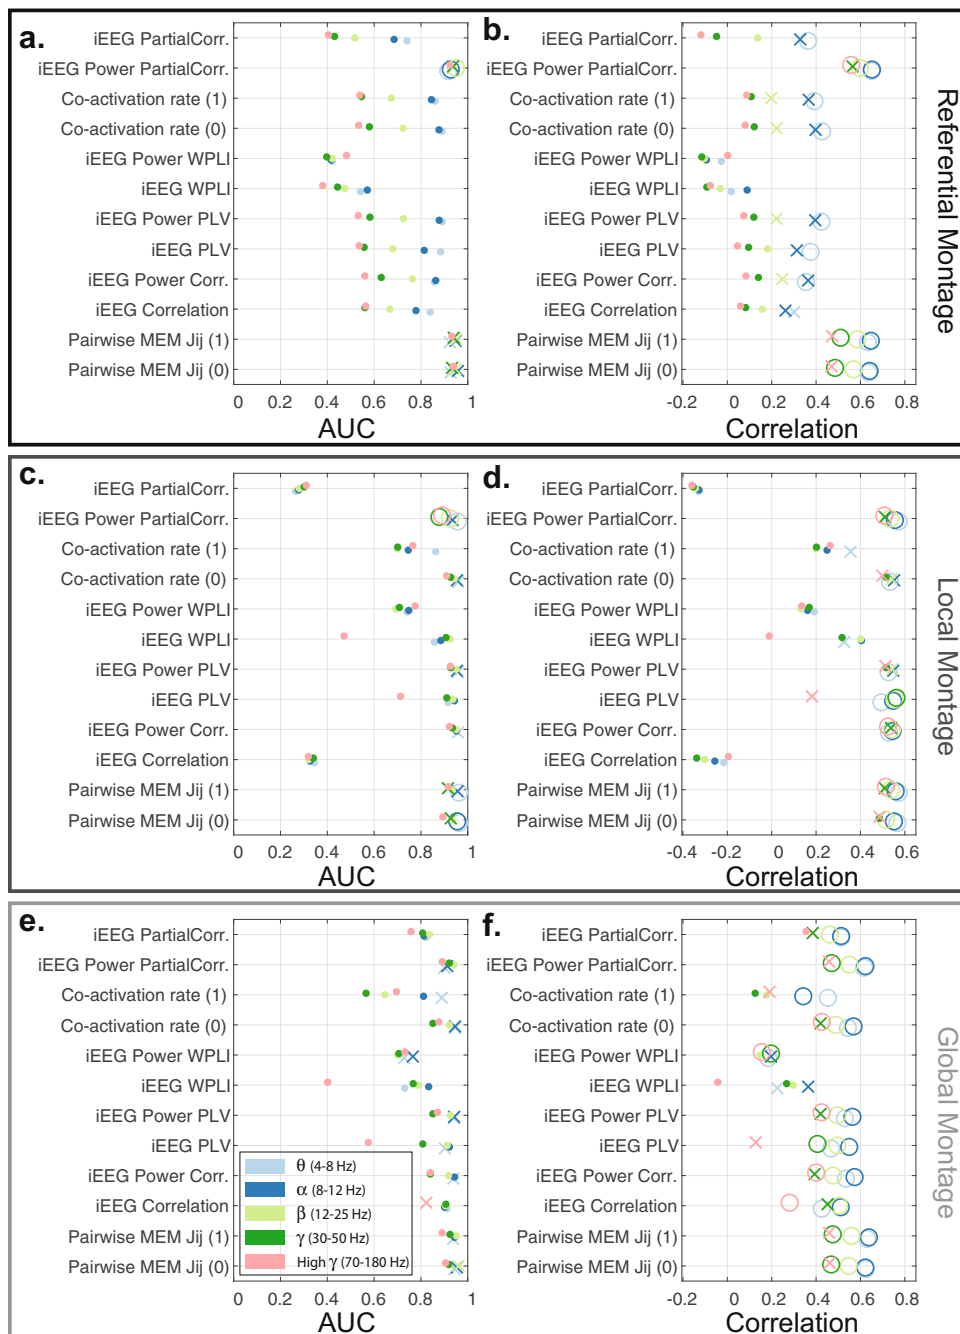 a.
iEEG PartialCorr.
iEEG Power PartialCorr.
Co-activation rate (1)
Co-activation rate (0)
iEEG Power WPLI
iEEG WPLI
iEEG Power PLV
iEEG PLV
iEEG Power Corr.
iEEG Correlation
Pairwise MEM Jij (1)
Pairwise MEM Jij (0)
0 0.2 0.4 0.6 0.8 1
AUC
b.
iEEG PartialCorr.
iEEG Power PartialCorr.
Co-activation rate (1)
Co-activation rate (0)
iEEG Power WPLI
iEEG WPLI
iEEG Power PLV
iEEG PLV
iEEG Power Corr.
iEEG Correlation
Pairwise MEM Jij (1)
Pairwise MEM Jij (0)
-0.2 0 0.2 0.4 0.6 0.8
Correlation
Referential Montage
c.
iEEG PartialCorr.
iEEG Power PartialCorr.
Co-activation rate (1)
Co-activation rate (0)
iEEG Power WPLI
iEEG WPLI
iEEG Power PLV
iEEG PLV
iEEG Power Corr.
iEEG Correlation
Pairwise MEM Jij (1)
Pairwise MEM Jij (0)
0 0.2 0.4 0.6 0.8 1
AUC
d.
iEEG PartialCorr.
iEEG Power PartialCorr.
Co-activation rate (1)
Co-activation rate (0)
iEEG Power WPLI
iEEG WPLI
iEEG Power PLV
iEEG PLV
iEEG Power Corr.
iEEG Correlation
Pairwise MEM Jij (1)
Pairwise MEM Jij (0)
-0.4 -0.2 0 0.2 0.4 0.6
Correlation
Local Montage
e.
iEEG PartialCorr.
iEEG Power PartialCorr.
Co-activation rate (1)
Co-activation rate (0)
iEEG Power WPLI
iEEG WPLI
iEEG Power PLV
iEEG PLV
iEEG Power Corr.
iEEG Correlation
Pairwise MEM Jij (1)
Pairwise MEM Jij (0)
θ (4-8 Hz)
α (8-12 Hz)
β (12-25 Hz)
γ (30-50 Hz)
High γ (70-180 Hz)
0 0.2 0.4 0.6 0.8 1
AUC
f.
iEEG PartialCorr.
iEEG Power PartialCorr.
Co-activation rate (1)
Co-activation rate (0)
iEEG Power WPLI
iEEG WPLI
iEEG Power PLV
iEEG PLV
iEEG Power Corr.
iEEG Correlation
Pairwise MEM Jij (1)
Pairwise MEM Jij (0)
-0.2 0 0.2 0.4 0.6 0.8
Correlation
Global Montage